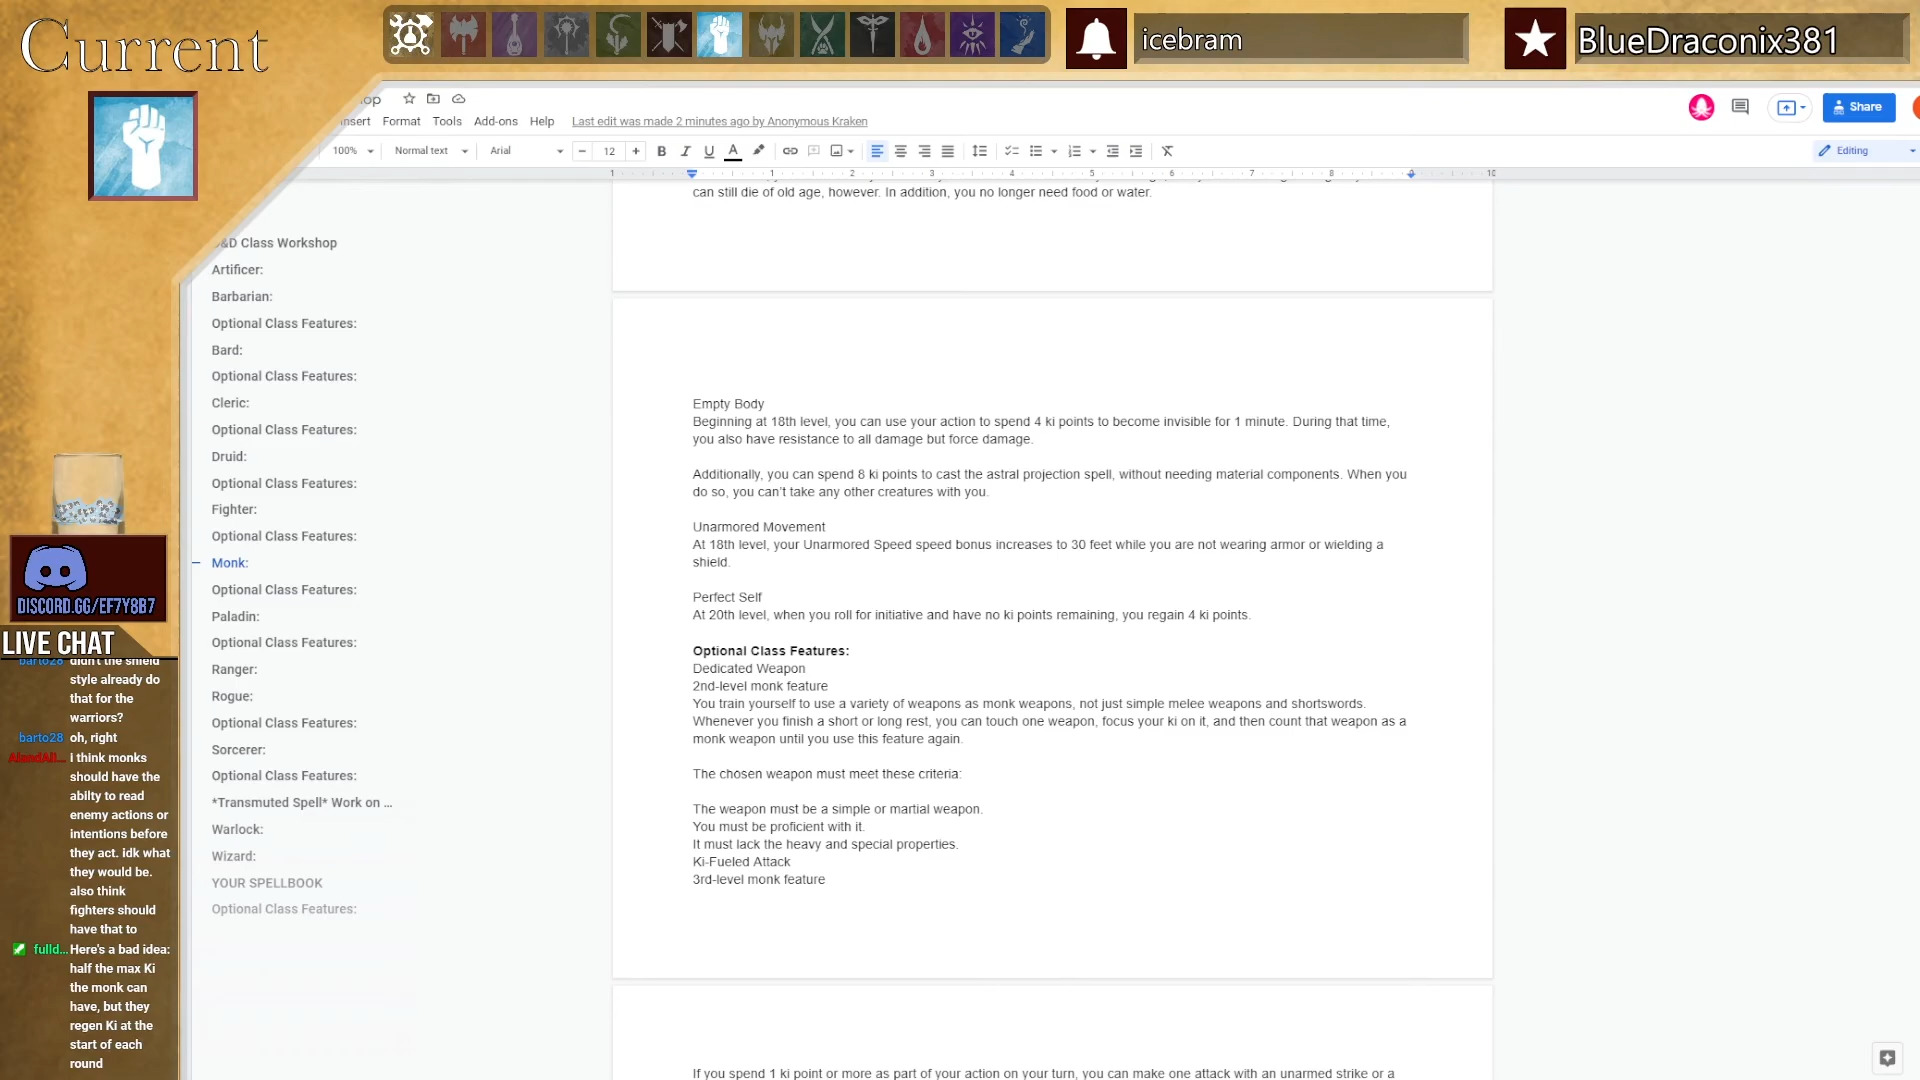 Current
icebram
BlueDraconix381
op
nsert Format Tools Add-ons Help Last edit was made 2 minutes ago by Anonymous Kraken
Share
100% Normal text Arial 12
Editing
1 1 2 3 4 5 6 7 8 9 10
can still die of old age, however. In addition, you no longer need food or water.
&D Class Workshop
Artificer:
Barbarian:
Optional Class Features:
Bard:
Optional Class Features:
Cleric:
Optional Class Features:
Druid:
Optional Class Features:
Fighter:
Optional Class Features:
Monk:
Optional Class Features:
Paladin:
Optional Class Features:
Ranger:
Rogue:
Optional Class Features:
Sorcerer:
Optional Class Features:
*Transmuted Spell* Work on ...
Warlock:
Wizard:
YOUR SPELLBOOK
Optional Class Features:
Empty Body
Beginning at 18th level, you can use your action to spend 4 ki points to become invisible for 1 minute. During that time,
you also have resistance to all damage but force damage.
Additionally, you can spend 8 ki points to cast the astral projection spell, without needing material components. When you
do so, you can't take any other creatures with you.
Unarmored Movement
At 18th level, your Unarmored Speed speed bonus increases to 30 feet while you are not wearing armor or wielding a
shield.
Perfect Self
At 20th level, when you roll for initiative and have no ki points remaining, you regain 4 ki points.
Optional Class Features:
Dedicated Weapon
2nd-level monk feature
You train yourself to use a variety of weapons as monk weapons, not just simple melee weapons and shortswords.
Whenever you finish a short or long rest, you can touch one weapon, focus your ki on it, and then count that weapon as a
monk weapon until you use this feature again.
The chosen weapon must meet these criteria:
The weapon must be a simple or martial weapon.
You must be proficient with it.
It must lack the heavy and special properties.
Ki-Fueled Attack
3rd-level monk feature
If you spend 1 ki point or more as part of your action on your turn, you can make one attack with an unarmed strike or a
DISCORD.GG/EF7Y8B7
LIVE CHAT
barto28 didn't the shield
style already do
that for the
warriors?
barto28 oh, right
i think monks
should have the
abilty to read
enemy actions or
intentions before
they act. idk what
they would be.
also think
fighters should
have that to
fulld... Here's a bad idea:
half the max Ki
the monk can
have, but they
regen Ki at the
start of each
round